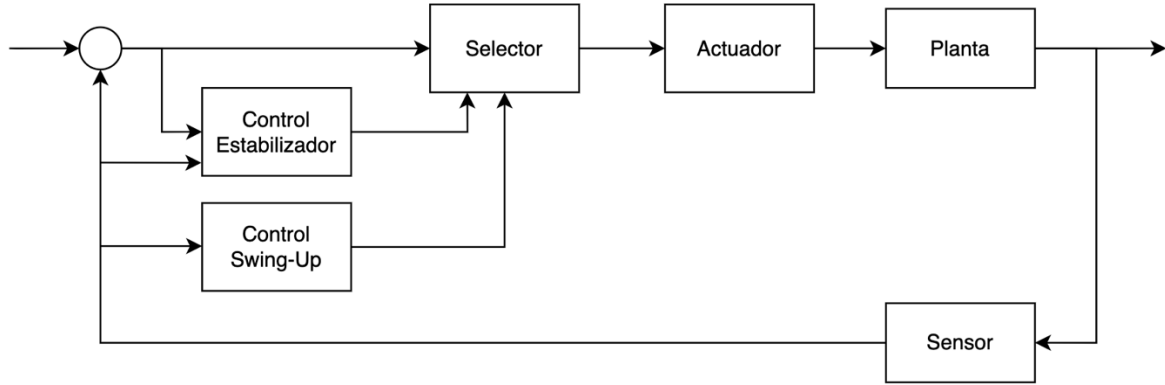 Selector
Actuador
Planta
Control
Estabilizador
Control
Swing-Up
Sensor